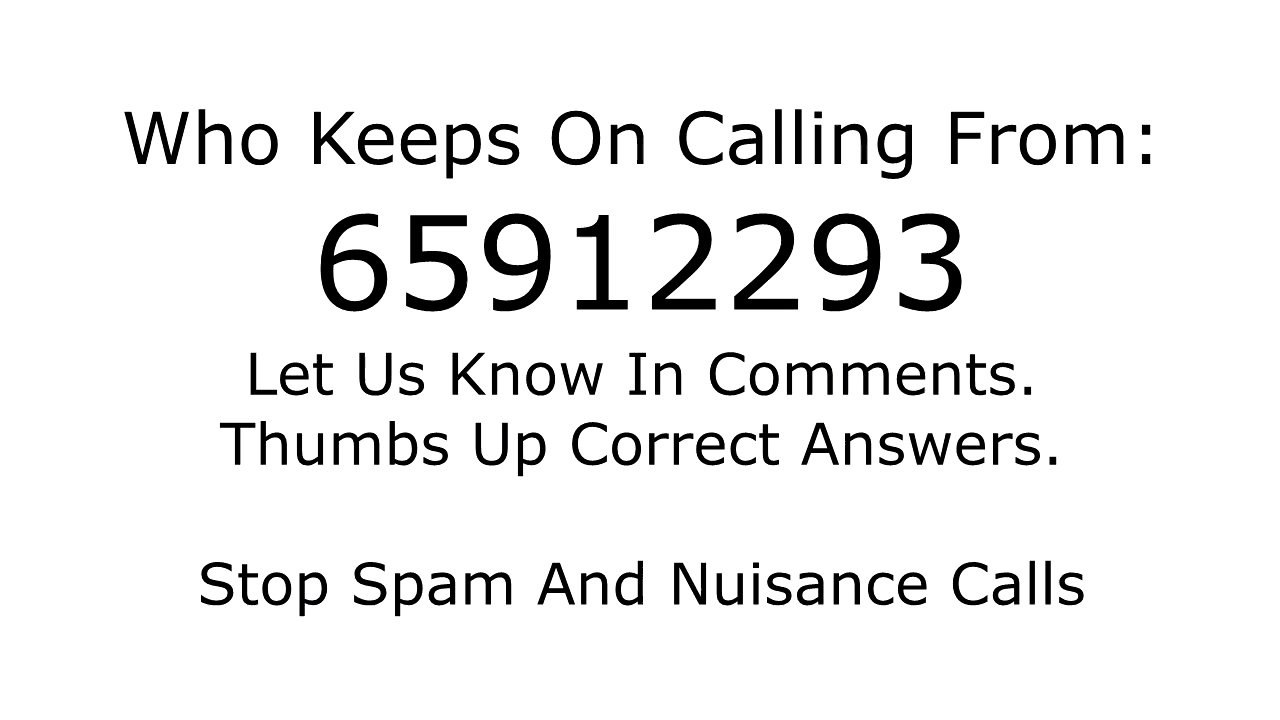 Who Keeps On Calling From:
65912293
Let Us Know In Comments.
Thumbs Up Correct Answers.
Stop Spam And Nuisance Calls